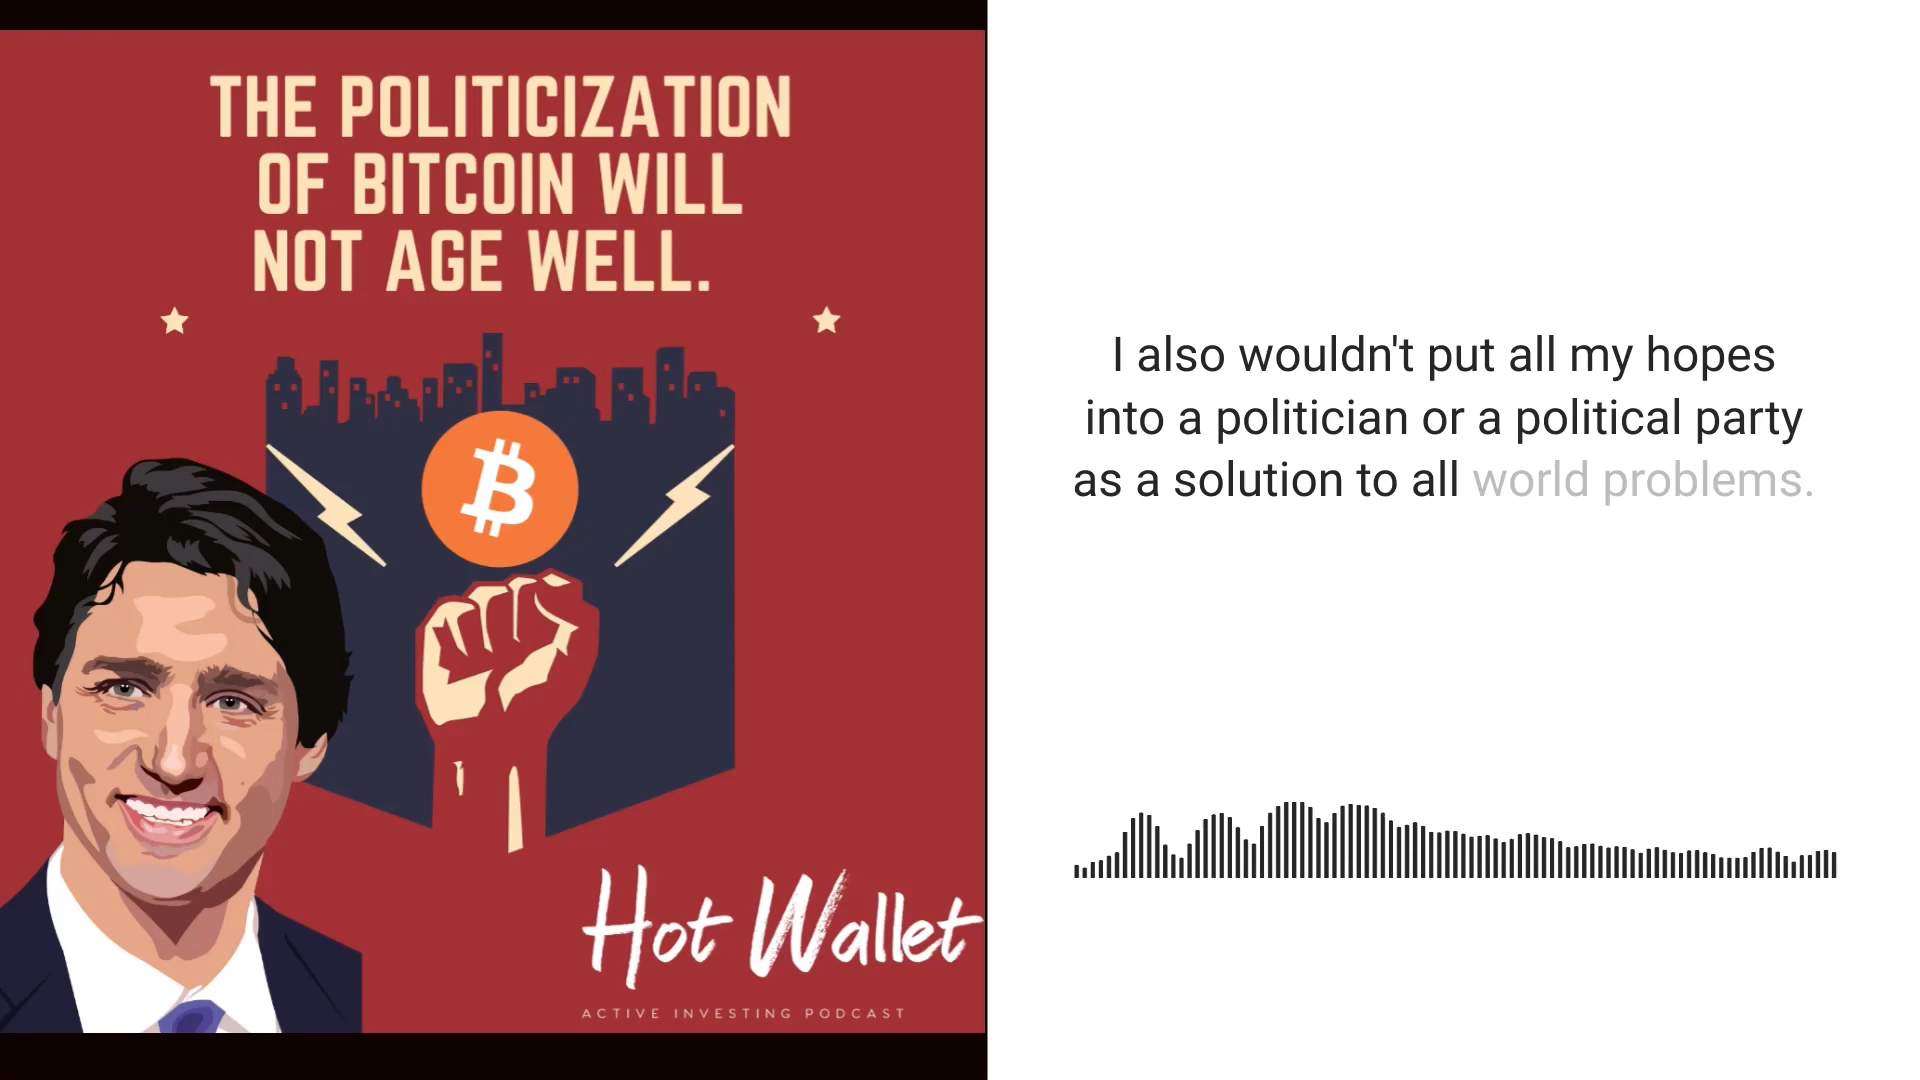 THE POLITICIZATION
OF BITCOIN WILL
NOT AGE WELL.
Hot Wallet
ACTIVE INVESTING PODCAST
I also wouldn't put all my hopes
into a politician or a political party
as a solution to all world problems.